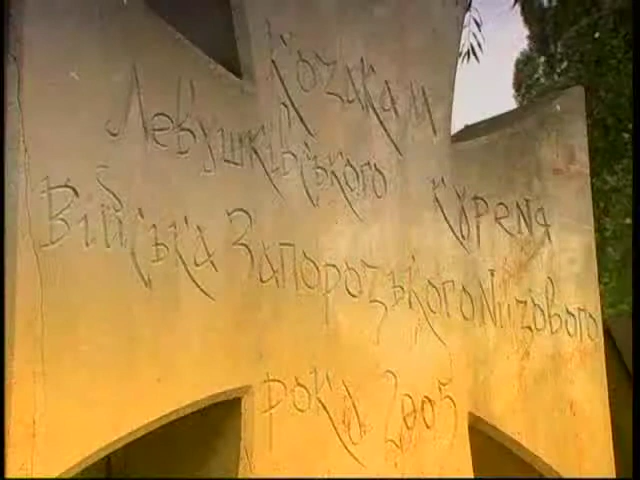 Козакам
Левушківського куреня
Війська Запорозького Низового
року 2005